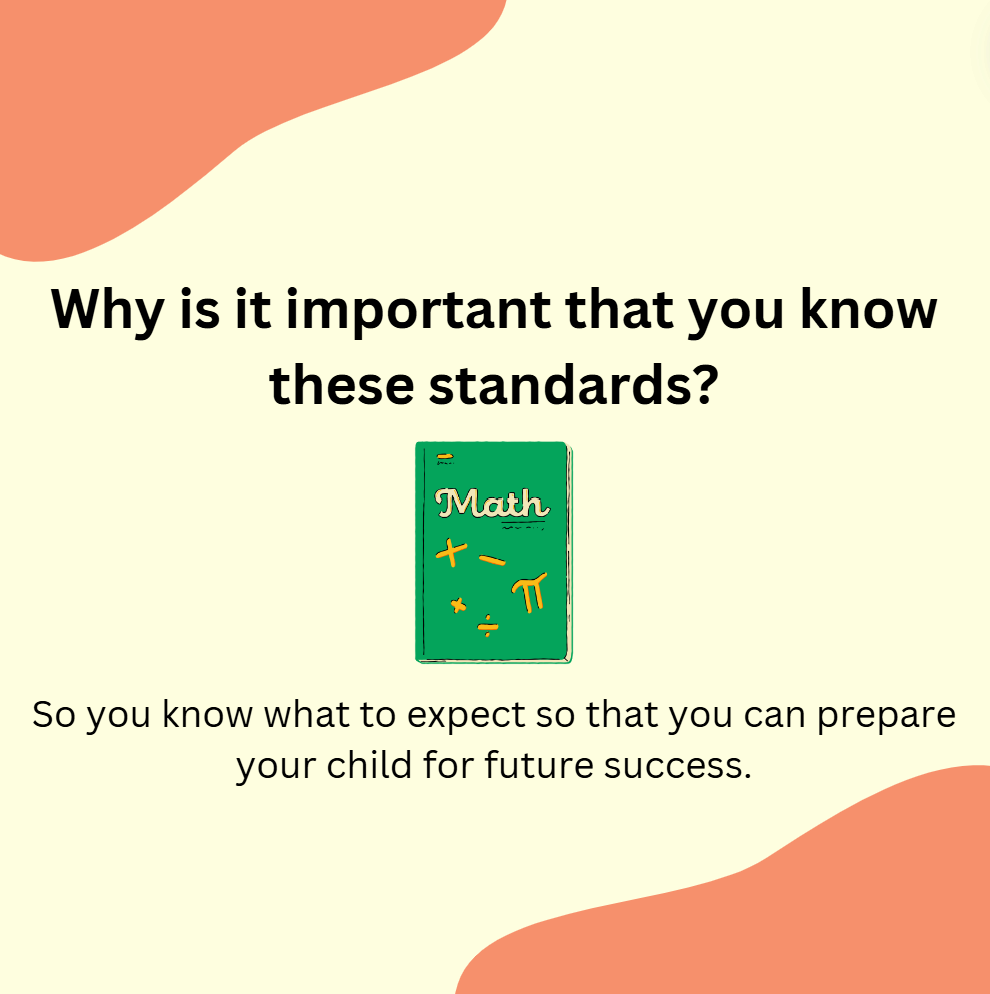 Why is it important that you know
these standards?
Math
+ −
π
×
÷
So you know what to expect so that you can prepare
your child for future success.